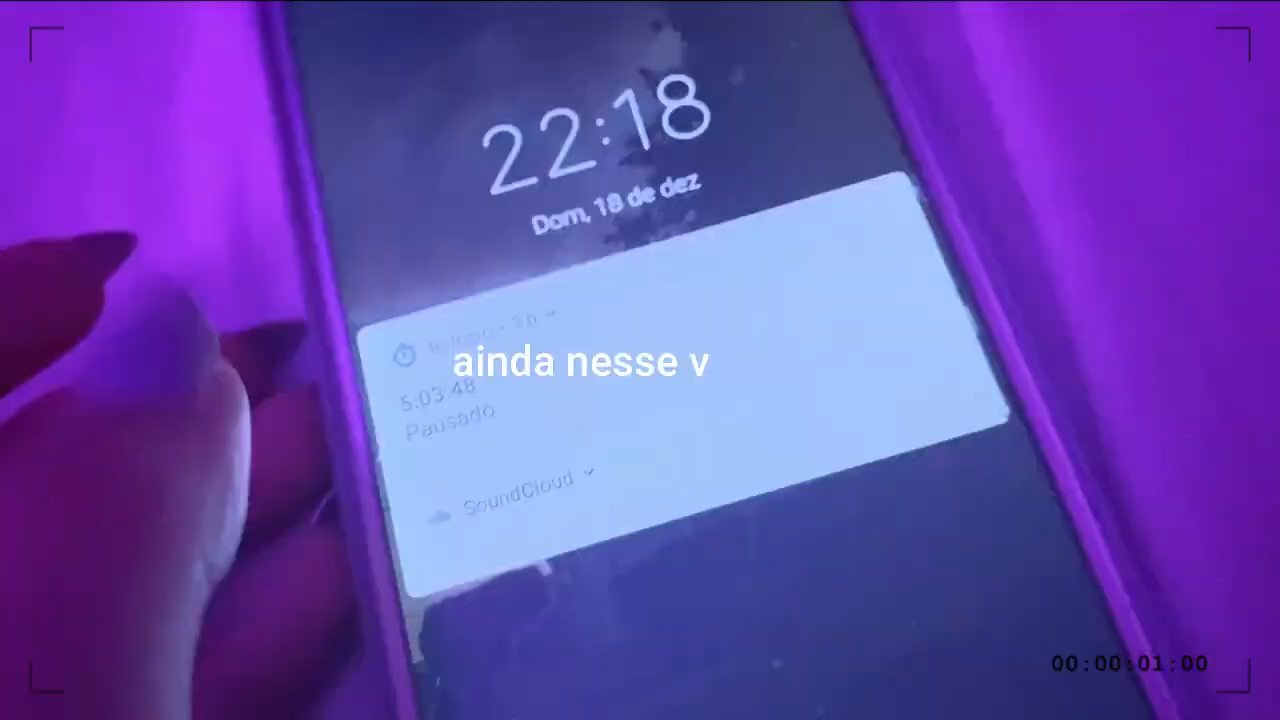 22:18
Dom, 18 de dez
ainda nesse v
5:03.48
Pausado
SoundCloud
00:00:01:00